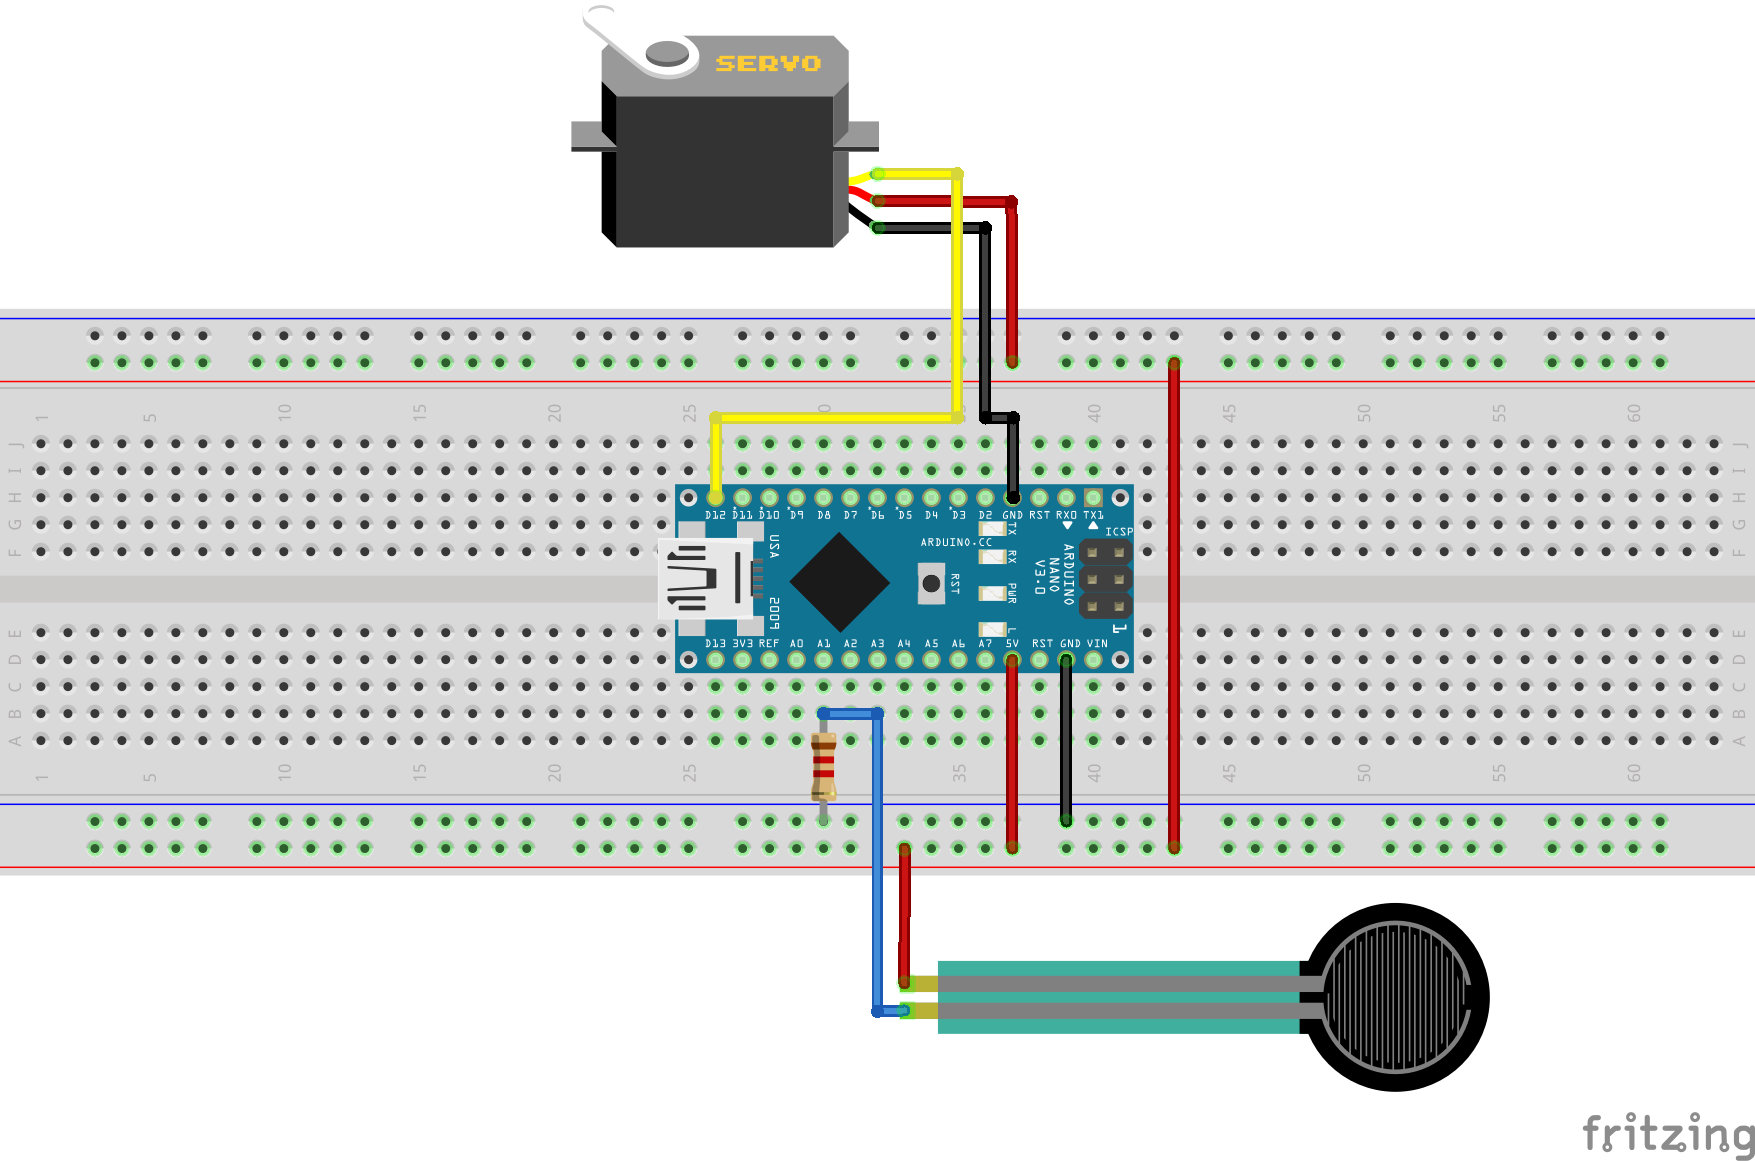 SERVO
1 5 10 15 20 25 0 40 45 50 55 60
J J
I I
H H
G G
F F
D12 D11 D10 D9 D8 D7 D6 D5 D4 D3 D2 GND RST RX0 TX1
ICSP
TX
RX
PWR
L
ARDUINO.CC
RST
USA
2009
ARDUINO
NANO
V3.0
1
D13 3V3 REF A0 A1 A2 A3 A4 A5 A6 A7 5V RST GND VIN
E E
D D
C C
B B
A A
1 5 10 15 20 25 35 40 45 50 55 60
fritzing